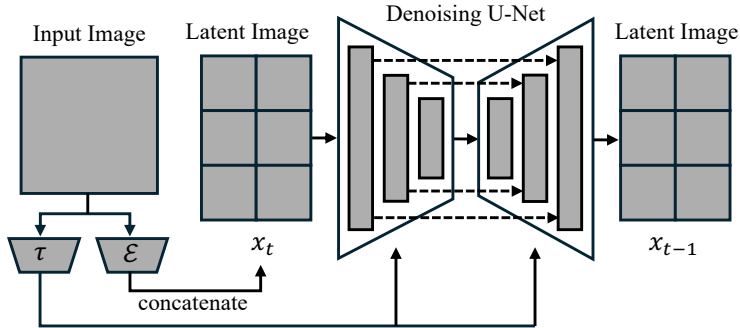 Denoising U-Net
Input Image
Latent Image
Latent Image
τ
ℰ
x_t
x_{t−1}
concatenate